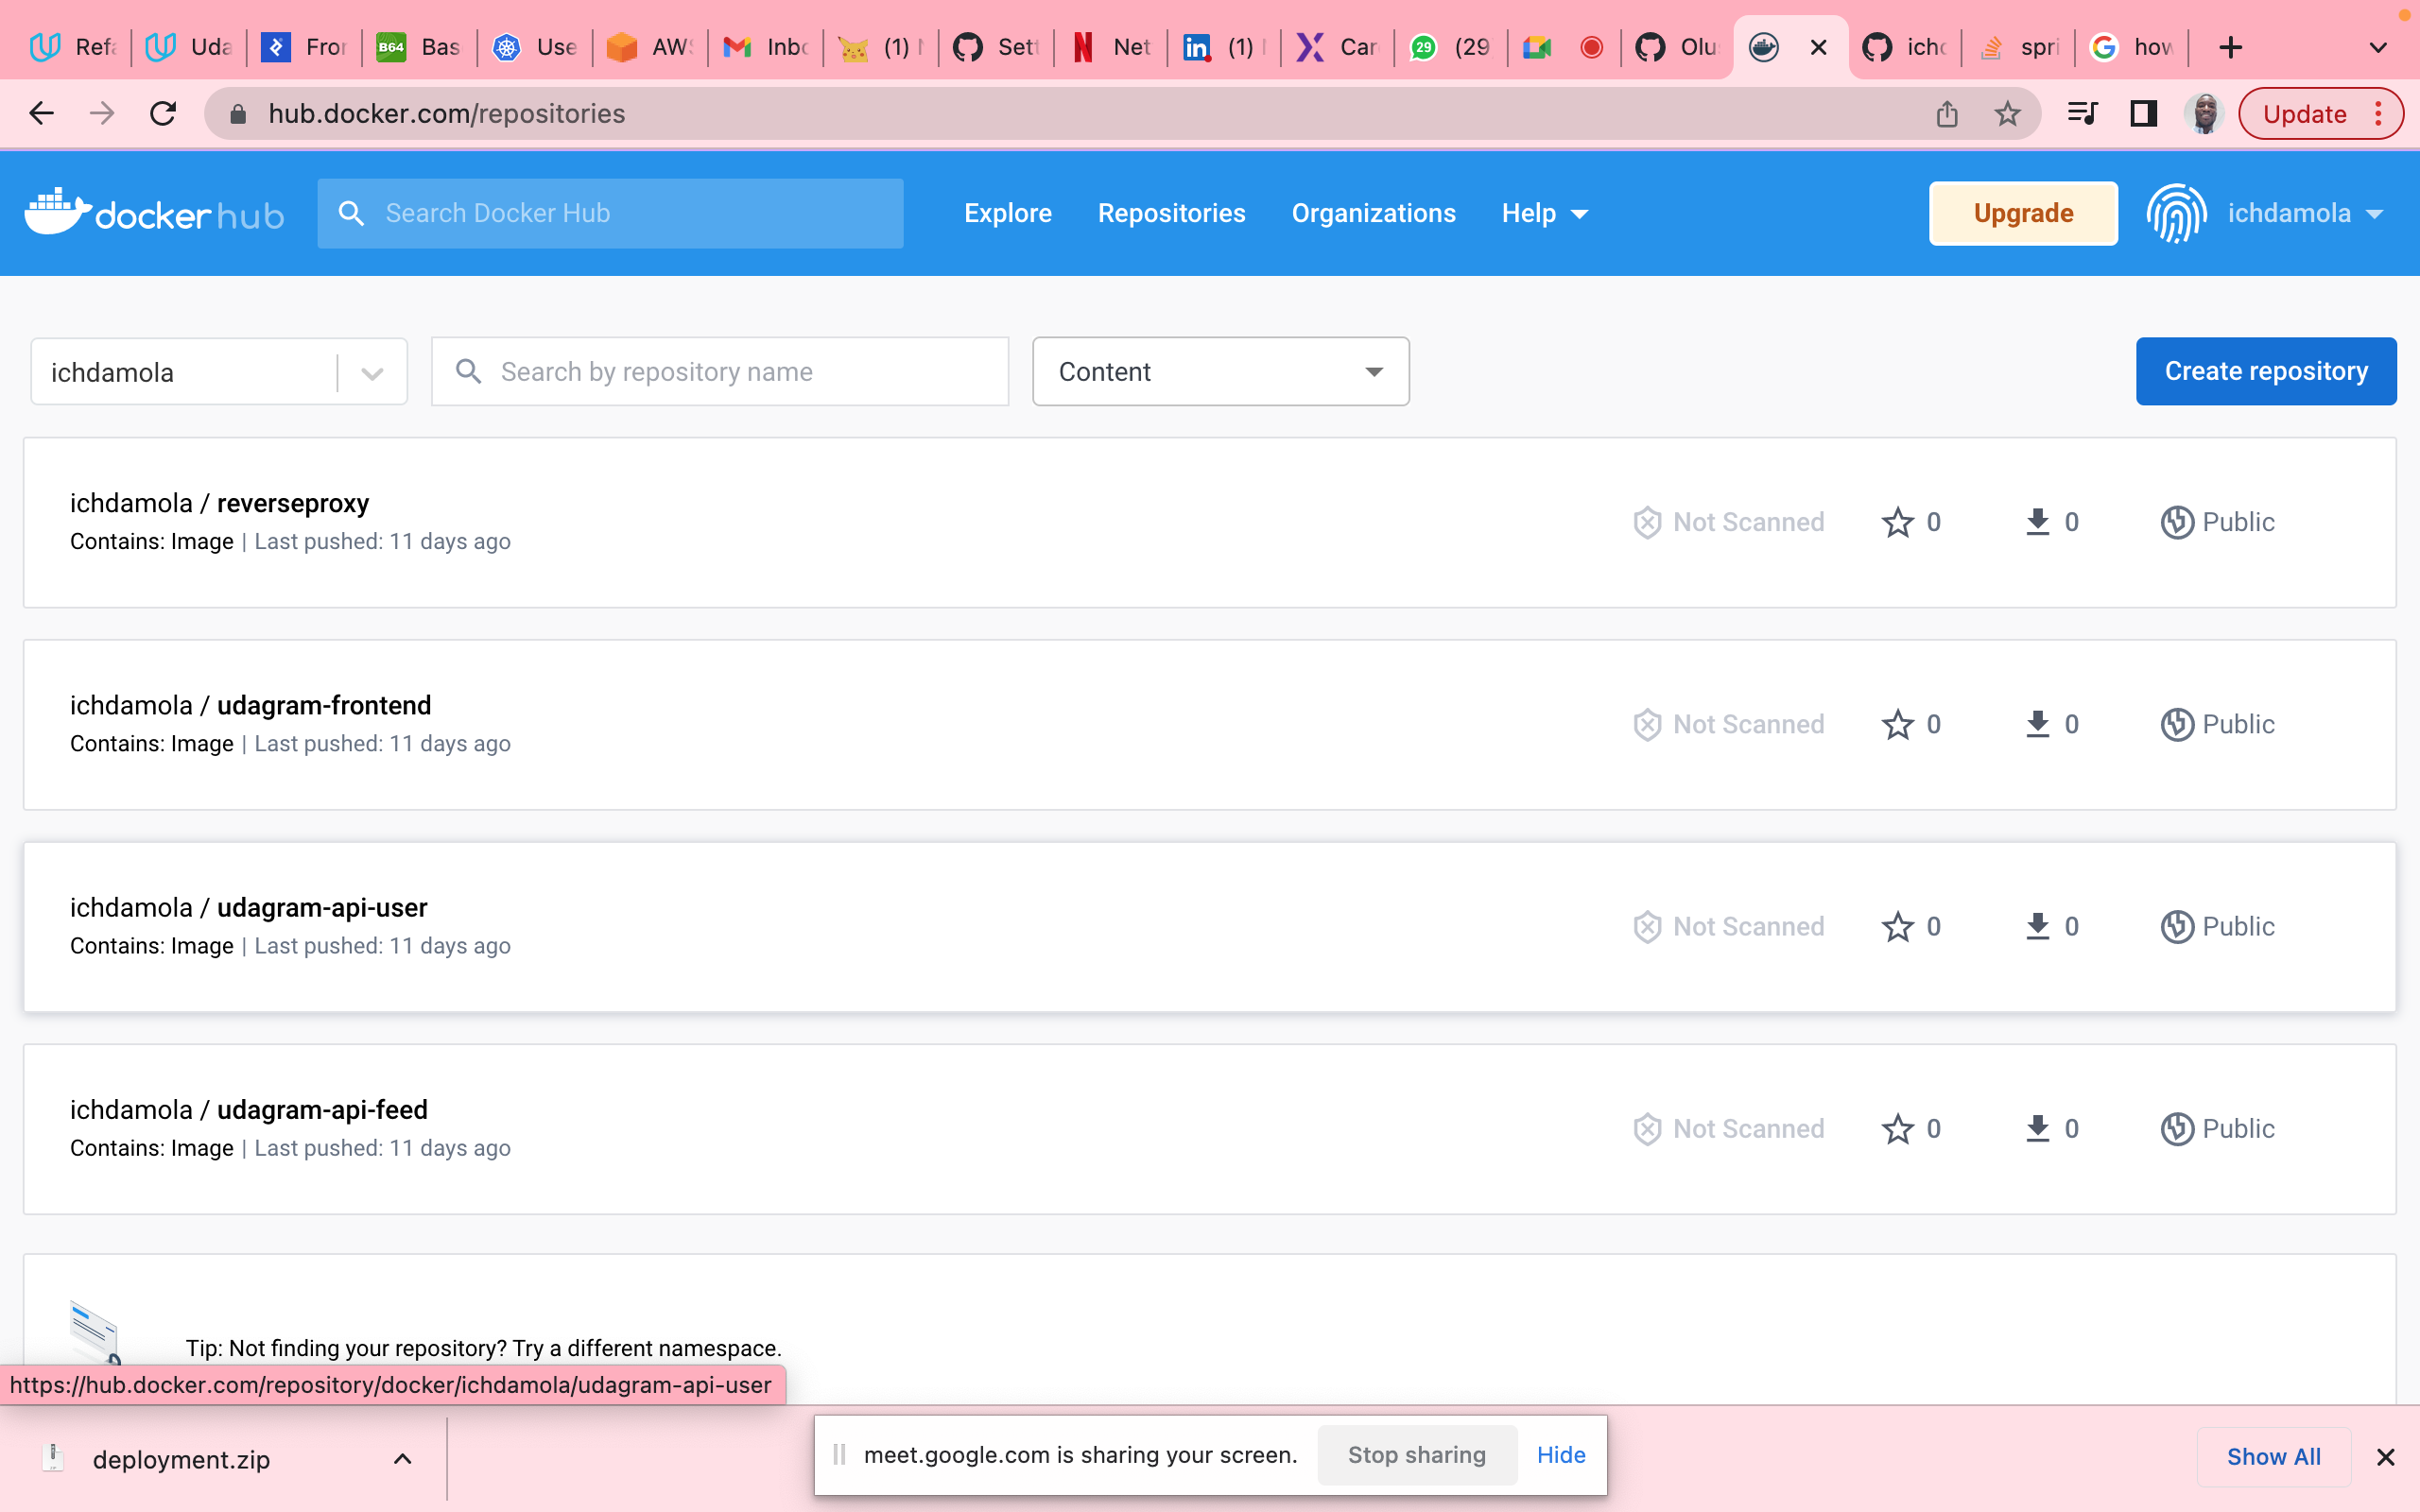 Refa Uda Fron B64 Bas Use AWS Inbo (1) Sett Net (1) Car 29 (29 Olu icho spri how
hub.docker.com/repositories Update
docker hub Search Docker Hub Explore Repositories Organizations Help Upgrade ichdamola
ichdamola Search by repository name Content Create repository
ichdamola / reverseproxy
Contains: Image | Last pushed: 11 days ago
Not Scanned 0 0 Public
ichdamola / udagram-frontend
Contains: Image | Last pushed: 11 days ago
Not Scanned 0 0 Public
ichdamola / udagram-api-user
Contains: Image | Last pushed: 11 days ago
Not Scanned 0 0 Public
ichdamola / udagram-api-feed
Contains: Image | Last pushed: 11 days ago
Not Scanned 0 0 Public
Tip: Not finding your repository? Try a different namespace.
https://hub.docker.com/repository/docker/ichdamola/udagram-api-user
deployment.zip
meet.google.com is sharing your screen. Stop sharing Hide
Show All